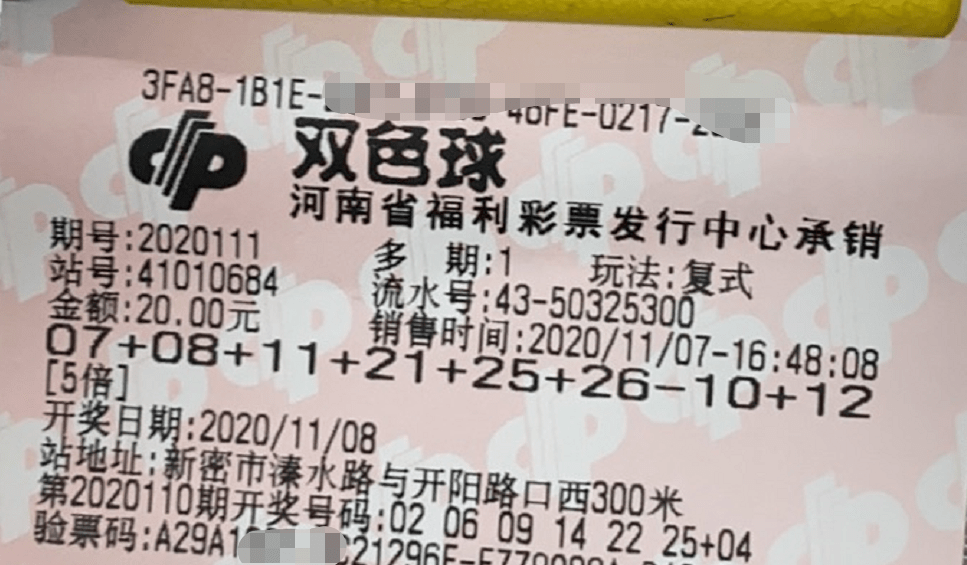 3FA8-1B1E- 46FE-0217-
双色球
河南省福利彩票发行中心承销
期号:2020111 多 期:1 玩法:复式
站号:41010684 流水号:43-50325300
金额:20.00元 销售时间:2020/11/07-16:48:08
07+08+11+21+25+26-10+12
[5倍]
开奖日期:2020/11/08
站地址:新密市溱水路与开阳路口西300米
第2020110期开奖号码:02 06 09 14 22 25+04
验票码:A29A1